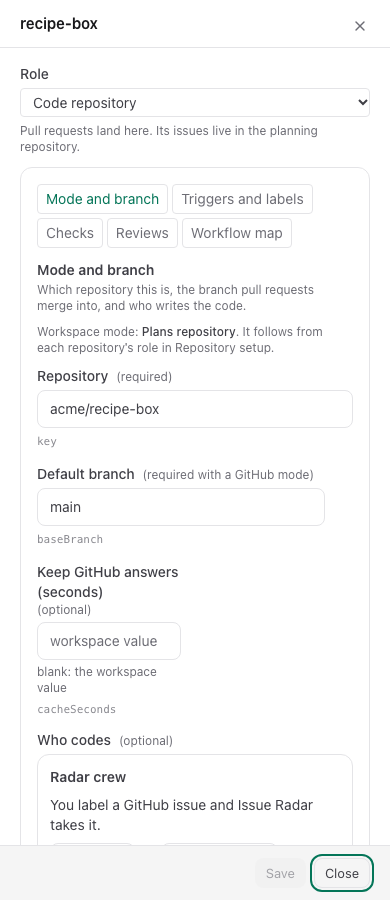 recipe-box
Role
Code repository
Pull requests land here. Its issues live in the planning
repository.
Mode and branch
Triggers and labels
Checks
Reviews
Workflow map
Mode and branch
Which repository this is, the branch pull requests
merge into, and who writes the code.
Workspace mode: Plans repository. It follows from
each repository's role in Repository setup.
Repository (required)
acme/recipe-box
key
Default branch (required with a GitHub mode)
main
baseBranch
Keep GitHub answers
(seconds)
(optional)
workspace value
blank: the workspace
value
cacheSeconds
Who codes (optional)
Radar crew
You label a GitHub issue and Issue Radar
takes it.
Save
Close